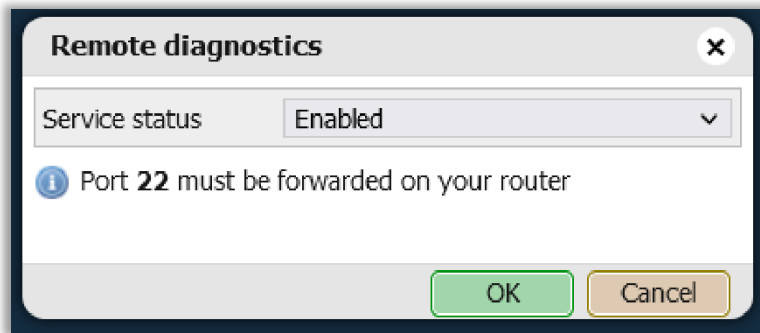 Remote diagnostics
Service status Enabled
Port 22 must be forwarded on your router
OK Cancel